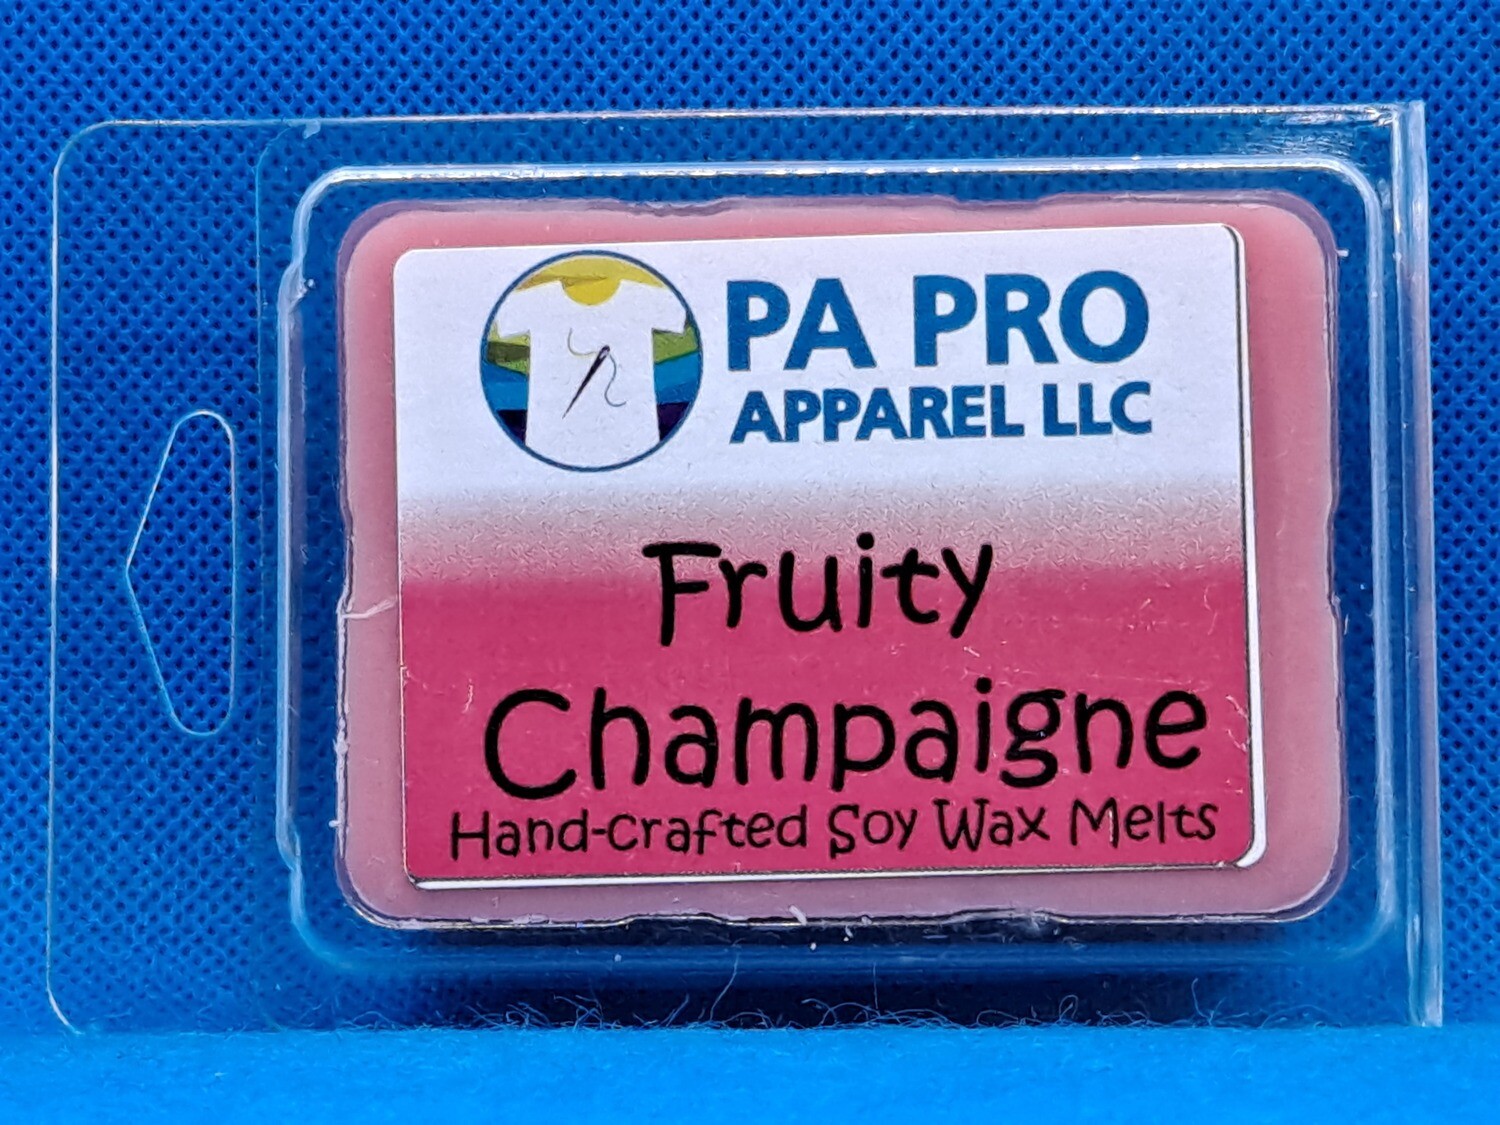 PA PRO
APPAREL LLC
Fruity
Champaigne
Hand-crafted Soy Wax Melts